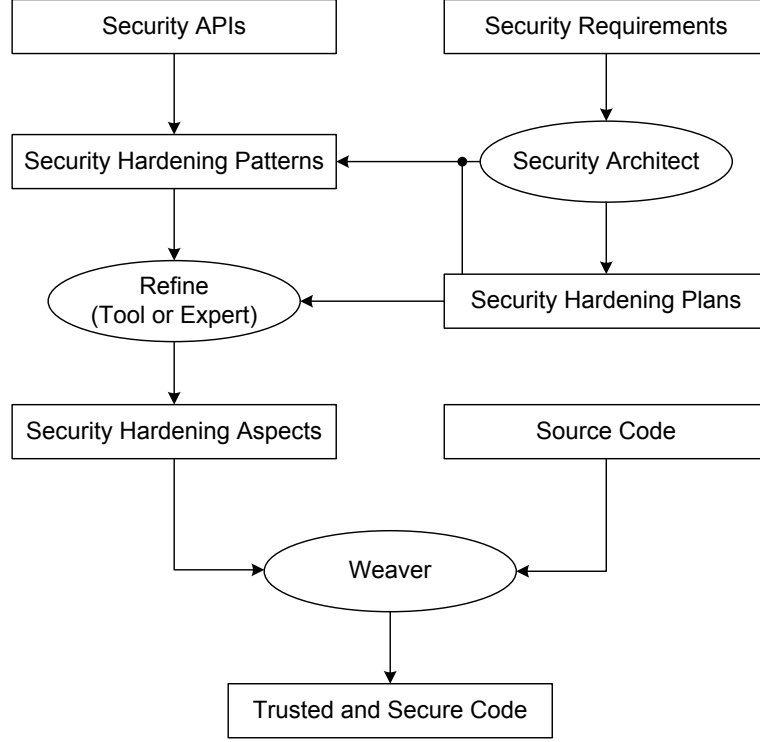 Security APIs
Security Requirements
Security Hardening Patterns
Security Architect
Refine
(Tool or Expert)
Security Hardening Plans
Security Hardening Aspects
Source Code
Weaver
Trusted and Secure Code